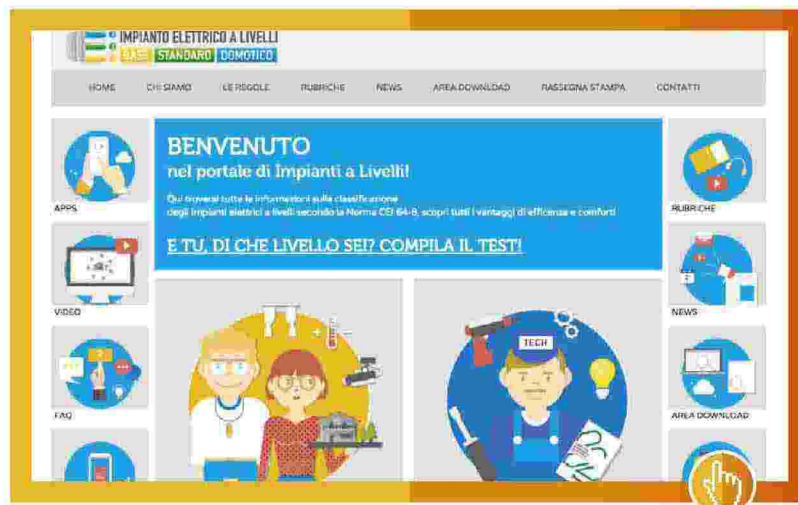 IMPIANTO ELETTRICO A LIVELLI
BASE STANDARD DOMOTICO
HOME CHI SIAMO LE REGOLE RUBRICHE NEWS AREA DOWNLOAD RASSEGNA STAMPA CONTATTI
BENVENUTO
nel portale di Impianti a Livelli!
Qui troverai tutte le informazioni sulla classificazione
degli impianti elettrici a livelli secondo la Norma CEI 64-8, scopri tutti i vantaggi di efficenza e comfort!
E TU, DI CHE LIVELLO SEI? COMPILA IL TEST!
APPS
VIDEO
FAQ
TECH
RUBRICHE
NEWS
AREA DOWNLOAD